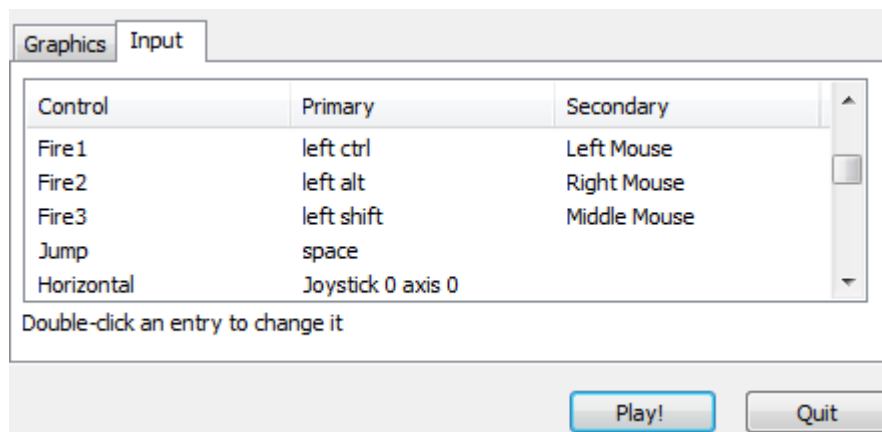 Graphics Input
Control Primary Secondary
Fire1 left ctrl Left Mouse
Fire2 left alt Right Mouse
Fire3 left shift Middle Mouse
Jump space
Horizontal Joystick 0 axis 0
Double-click an entry to change it
Play! Quit